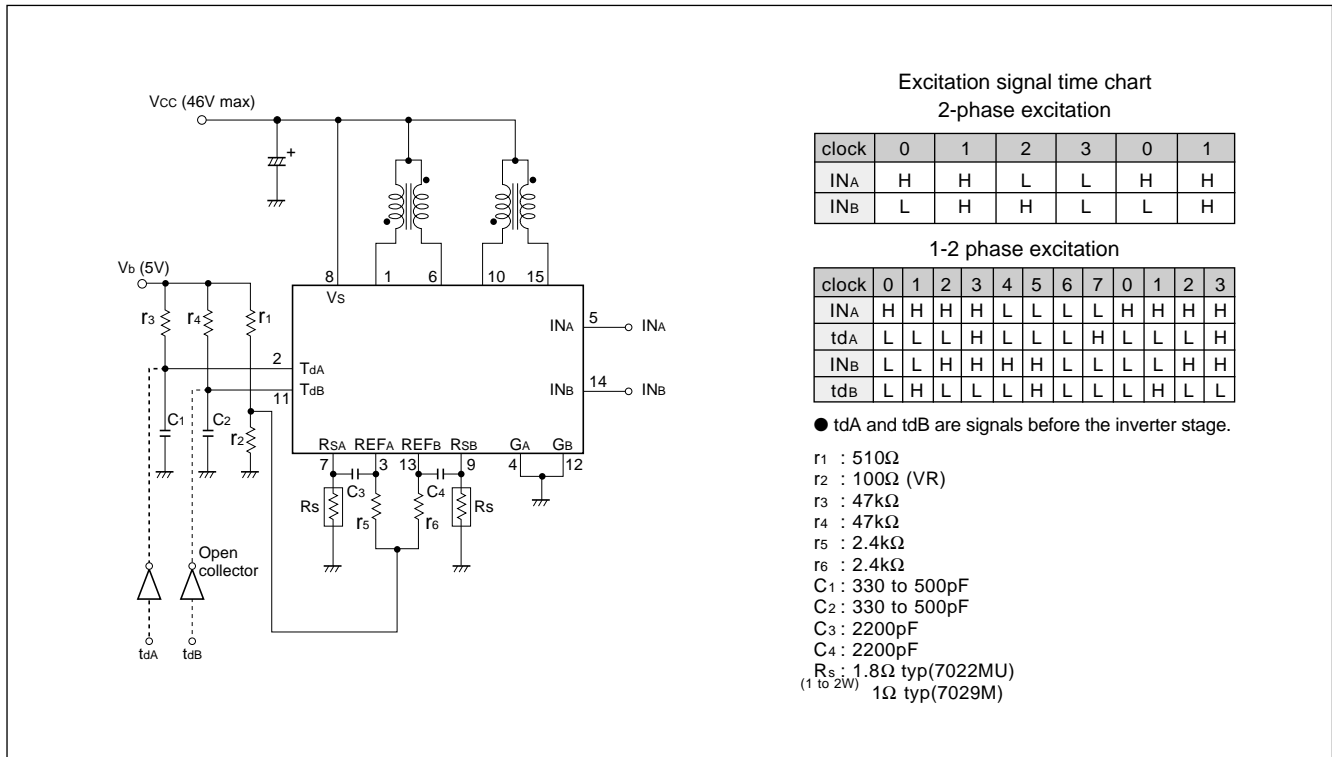 Vcc (46V max)
+
Vb (5V)
r3
r4
r1
8
1
6
10
15
Vs
5
INA
INA
2
TdA
TdB
11
14
INB
INB
C1
C2
r2
RSA REFA REFB RSB
GA
GB
7
3
13
9
4
12
C3
C4
Rs
r5
r6
Rs
Open
collector
tdA
tdB
Excitation signal time chart
2-phase excitation
clock 0 1 2 3 0 1
INA H H L L H H
INB L H H L L H
1-2 phase excitation
clock 0 1 2 3 4 5 6 7 0 1 2 3
INA H H H H L L L L H H H H
tdA L L L H L L L H L L L H
INB L L H H H H L L L L H H
tdB L H L L L H L L L H L L
● tdA and tdB are signals before the inverter stage.
r1 : 510Ω
r2 : 100Ω (VR)
r3 : 47kΩ
r4 : 47kΩ
r5 : 2.4kΩ
r6 : 2.4kΩ
C1 : 330 to 500pF
C2 : 330 to 500pF
C3 : 2200pF
C4 : 2200pF
Rs : 1.8Ω typ(7022MU)
(1 to 2W) 1Ω typ(7029M)